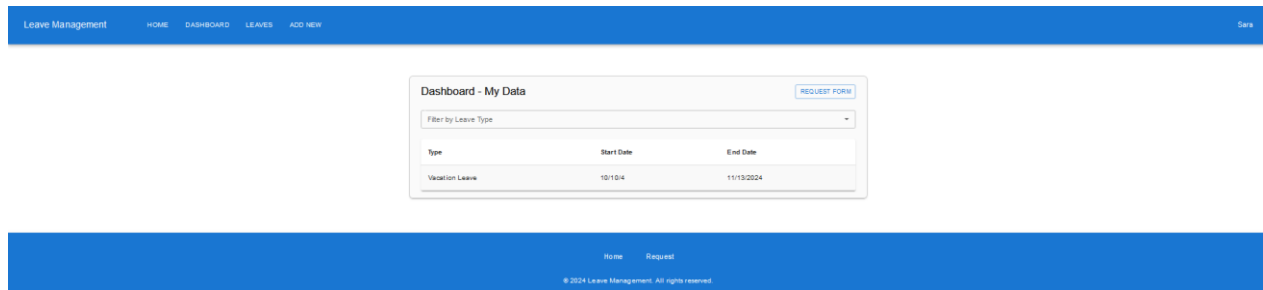 Leave Management HOME DASHBOARD LEAVES ADD NEW Sara
Dashboard - My Data REQUEST FORM
Filter by Leave Type
Type Start Date End Date
Vacation Leave 10/10/4 11/13/2024
Home Request
© 2024 Leave Management. All rights reserved.